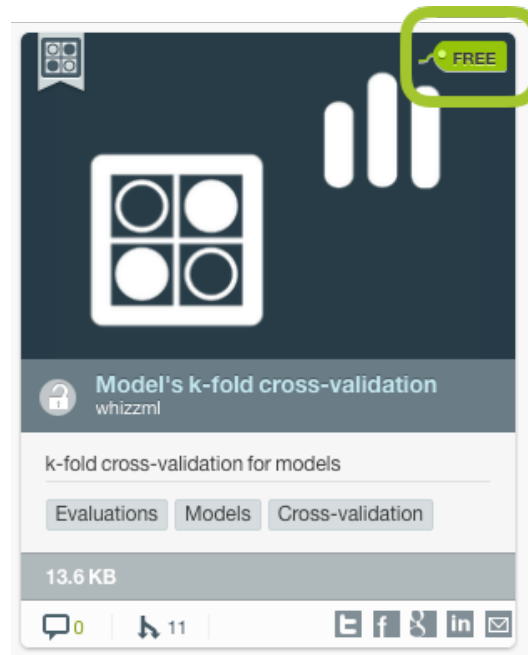 FREE
Model's k-fold cross-validation
whizzml
k-fold cross-validation for models
Evaluations Models Cross-validation
13.6 KB
0 11